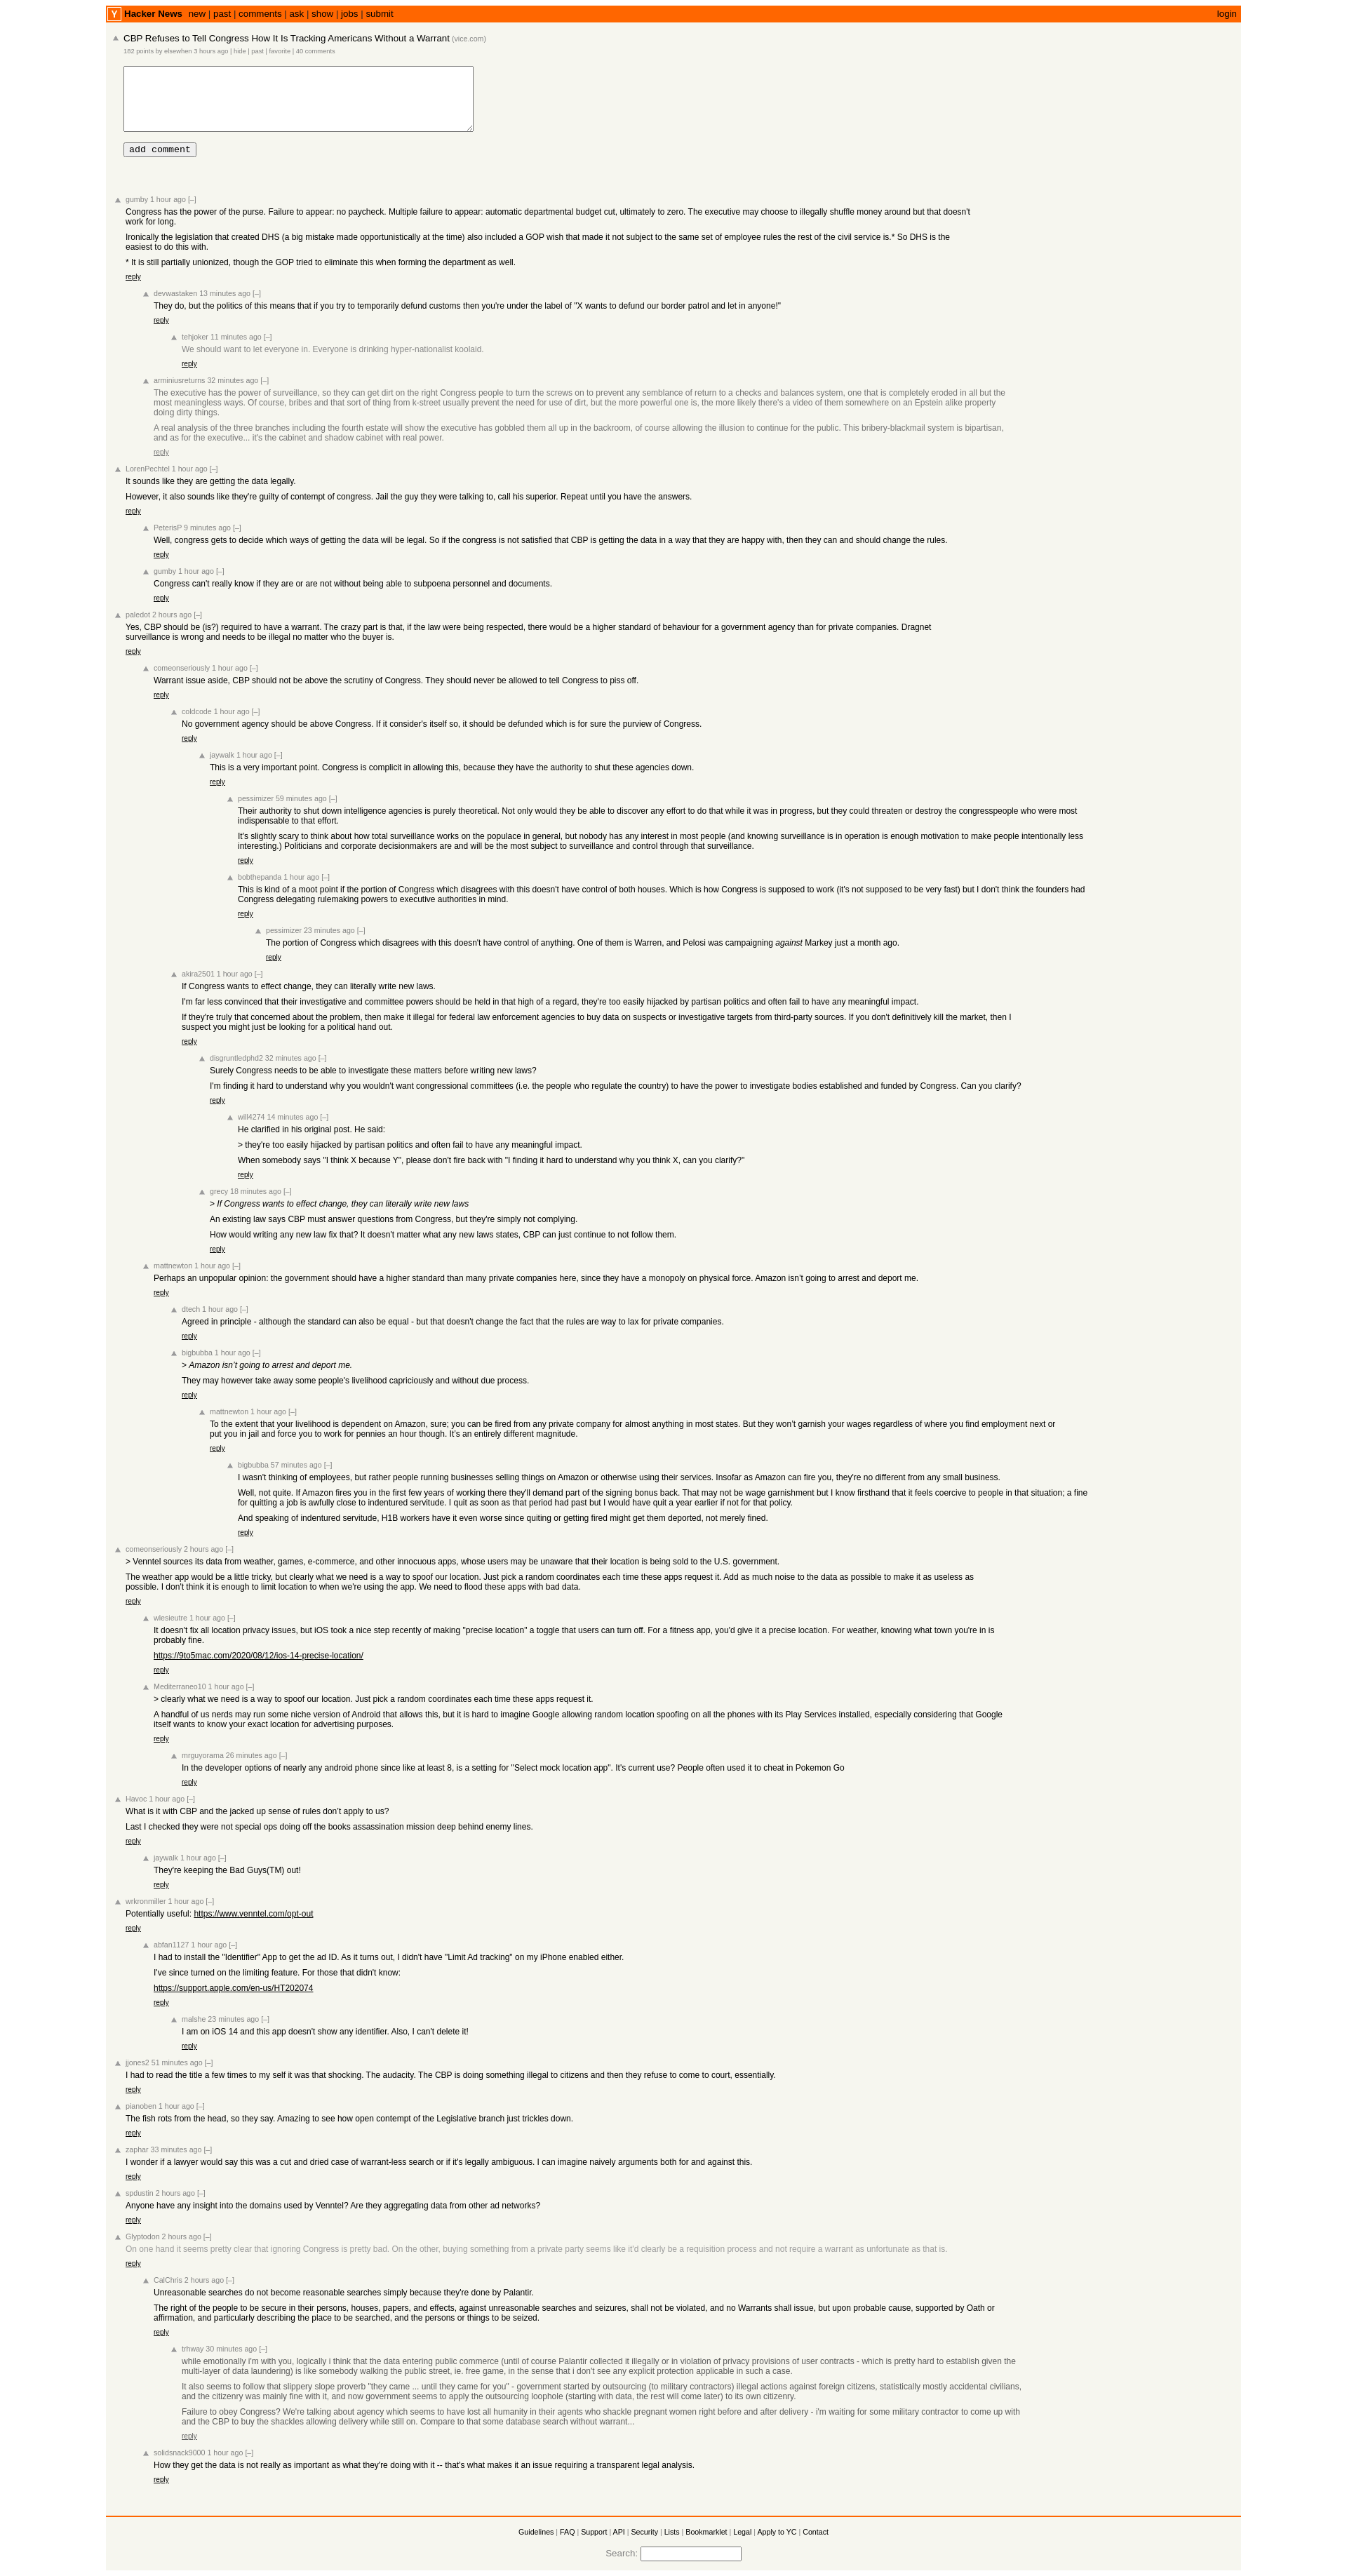 Y Hacker News new | past | comments | ask | show | jobs | submit login
CBP Refuses to Tell Congress How It Is Tracking Americans Without a Warrant (vice.com)
182 points by elsewhen 3 hours ago | hide | past | favorite | 40 comments
add comment
gumby 1 hour ago [–]
Congress has the power of the purse. Failure to appear: no paycheck. Multiple failure to appear: automatic departmental budget cut, ultimately to zero. The executive may choose to illegally shuffle money around but that doesn't
work for long.
Ironically the legislation that created DHS (a big mistake made opportunistically at the time) also included a GOP wish that made it not subject to the same set of employee rules the rest of the civil service is.* So DHS is the
easiest to do this with.
* It is still partially unionized, though the GOP tried to eliminate this when forming the department as well.
reply
devwastaken 13 minutes ago [–]
They do, but the politics of this means that if you try to temporarily defund customs then you're under the label of "X wants to defund our border patrol and let in anyone!"
reply
tehjoker 11 minutes ago [–]
We should want to let everyone in. Everyone is drinking hyper-nationalist koolaid.
reply
arminiusreturns 32 minutes ago [–]
The executive has the power of surveillance, so they can get dirt on the right Congress people to turn the screws on to prevent any semblance of return to a checks and balances system, one that is completely eroded in all but the
most meaningless ways. Of course, bribes and that sort of thing from k-street usually prevent the need for use of dirt, but the more powerful one is, the more likely there's a video of them somewhere on an Epstein alike property
doing dirty things.
A real analysis of the three branches including the fourth estate will show the executive has gobbled them all up in the backroom, of course allowing the illusion to continue for the public. This bribery-blackmail system is bipartisan,
and as for the executive... it's the cabinet and shadow cabinet with real power.
reply
LorenPechtel 1 hour ago [–]
It sounds like they are getting the data legally.
However, it also sounds like they're guilty of contempt of congress. Jail the guy they were talking to, call his superior. Repeat until you have the answers.
reply
PeterisP 9 minutes ago [–]
Well, congress gets to decide which ways of getting the data will be legal. So if the congress is not satisfied that CBP is getting the data in a way that they are happy with, then they can and should change the rules.
reply
gumby 1 hour ago [–]
Congress can't really know if they are or are not without being able to subpoena personnel and documents.
reply
paledot 2 hours ago [–]
Yes, CBP should be (is?) required to have a warrant. The crazy part is that, if the law were being respected, there would be a higher standard of behaviour for a government agency than for private companies. Dragnet
surveillance is wrong and needs to be illegal no matter who the buyer is.
reply
comeonseriously 1 hour ago [–]
Warrant issue aside, CBP should not be above the scrutiny of Congress. They should never be allowed to tell Congress to piss off.
reply
coldcode 1 hour ago [–]
No government agency should be above Congress. If it consider's itself so, it should be defunded which is for sure the purview of Congress.
reply
jaywalk 1 hour ago [–]
This is a very important point. Congress is complicit in allowing this, because they have the authority to shut these agencies down.
reply
pessimizer 59 minutes ago [–]
Their authority to shut down intelligence agencies is purely theoretical. Not only would they be able to discover any effort to do that while it was in progress, but they could threaten or destroy the congresspeople who were most
indispensable to that effort.
It's slightly scary to think about how total surveillance works on the populace in general, but nobody has any interest in most people (and knowing surveillance is in operation is enough motivation to make people intentionally less
interesting.) Politicians and corporate decisionmakers are and will be the most subject to surveillance and control through that surveillance.
reply
bobthepanda 1 hour ago [–]
This is kind of a moot point if the portion of Congress which disagrees with this doesn't have control of both houses. Which is how Congress is supposed to work (it's not supposed to be very fast) but I don't think the founders had
Congress delegating rulemaking powers to executive authorities in mind.
reply
pessimizer 23 minutes ago [–]
The portion of Congress which disagrees with this doesn't have control of anything. One of them is Warren, and Pelosi was campaigning against Markey just a month ago.
reply
akira2501 1 hour ago [–]
If Congress wants to effect change, they can literally write new laws.
I'm far less convinced that their investigative and committee powers should be held in that high of a regard, they're too easily hijacked by partisan politics and often fail to have any meaningful impact.
If they're truly that concerned about the problem, then make it illegal for federal law enforcement agencies to buy data on suspects or investigative targets from third-party sources. If you don't definitively kill the market, then I
suspect you might just be looking for a political hand out.
reply
disgruntledphd2 32 minutes ago [–]
Surely Congress needs to be able to investigate these matters before writing new laws?
I'm finding it hard to understand why you wouldn't want congressional committees (i.e. the people who regulate the country) to have the power to investigate bodies established and funded by Congress. Can you clarify?
reply
will4274 14 minutes ago [–]
He clarified in his original post. He said:
> they're too easily hijacked by partisan politics and often fail to have any meaningful impact.
When somebody says "I think X because Y", please don't fire back with "I finding it hard to understand why you think X, can you clarify?"
reply
grecy 18 minutes ago [–]
> If Congress wants to effect change, they can literally write new laws
An existing law says CBP must answer questions from Congress, but they're simply not complying.
How would writing any new law fix that? It doesn't matter what any new laws states, CBP can just continue to not follow them.
reply
mattnewton 1 hour ago [–]
Perhaps an unpopular opinion: the government should have a higher standard than many private companies here, since they have a monopoly on physical force. Amazon isn’t going to arrest and deport me.
reply
dtech 1 hour ago [–]
Agreed in principle - although the standard can also be equal - but that doesn't change the fact that the rules are way to lax for private companies.
reply
bigbubba 1 hour ago [–]
> Amazon isn’t going to arrest and deport me.
They may however take away some people's livelihood capriciously and without due process.
reply
mattnewton 1 hour ago [–]
To the extent that your livelihood is dependent on Amazon, sure; you can be fired from any private company for almost anything in most states. But they won’t garnish your wages regardless of where you find employment next or
put you in jail and force you to work for pennies an hour though. It’s an entirely different magnitude.
reply
bigbubba 57 minutes ago [–]
I wasn't thinking of employees, but rather people running businesses selling things on Amazon or otherwise using their services. Insofar as Amazon can fire you, they're no different from any small business.
Well, not quite. If Amazon fires you in the first few years of working there they'll demand part of the signing bonus back. That may not be wage garnishment but I know firsthand that it feels coercive to people in that situation; a fine
for quitting a job is awfully close to indentured servitude. I quit as soon as that period had past but I would have quit a year earlier if not for that policy.
And speaking of indentured servitude, H1B workers have it even worse since quiting or getting fired might get them deported, not merely fined.
reply
comeonseriously 2 hours ago [–]
> Venntel sources its data from weather, games, e-commerce, and other innocuous apps, whose users may be unaware that their location is being sold to the U.S. government.
The weather app would be a little tricky, but clearly what we need is a way to spoof our location. Just pick a random coordinates each time these apps request it. Add as much noise to the data as possible to make it as useless as
possible. I don't think it is enough to limit location to when we're using the app. We need to flood these apps with bad data.
reply
wlesieutre 1 hour ago [–]
It doesn't fix all location privacy issues, but iOS took a nice step recently of making "precise location" a toggle that users can turn off. For a fitness app, you'd give it a precise location. For weather, knowing what town you're in is
probably fine.
https://9to5mac.com/2020/08/12/ios-14-precise-location/
reply
Mediterraneo10 1 hour ago [–]
> clearly what we need is a way to spoof our location. Just pick a random coordinates each time these apps request it.
A handful of us nerds may run some niche version of Android that allows this, but it is hard to imagine Google allowing random location spoofing on all the phones with its Play Services installed, especially considering that Google
itself wants to know your exact location for advertising purposes.
reply
mrguyorama 26 minutes ago [–]
In the developer options of nearly any android phone since like at least 8, is a setting for "Select mock location app". It's current use? People often used it to cheat in Pokemon Go
reply
Havoc 1 hour ago [–]
What is it with CBP and the jacked up sense of rules don’t apply to us?
Last I checked they were not special ops doing off the books assassination mission deep behind enemy lines.
reply
jaywalk 1 hour ago [–]
They're keeping the Bad Guys(TM) out!
reply
wrkronmiller 1 hour ago [–]
Potentially useful: https://www.venntel.com/opt-out
reply
abfan1127 1 hour ago [–]
I had to install the "Identifier" App to get the ad ID. As it turns out, I didn't have "Limit Ad tracking" on my iPhone enabled either.
I've since turned on the limiting feature. For those that didn't know:
https://support.apple.com/en-us/HT202074
reply
malshe 23 minutes ago [–]
I am on iOS 14 and this app doesn't show any identifier. Also, I can't delete it!
reply
jjones2 51 minutes ago [–]
I had to read the title a few times to my self it was that shocking. The audacity. The CBP is doing something illegal to citizens and then they refuse to come to court, essentially.
reply
pianoben 1 hour ago [–]
The fish rots from the head, so they say. Amazing to see how open contempt of the Legislative branch just trickles down.
reply
zaphar 33 minutes ago [–]
I wonder if a lawyer would say this was a cut and dried case of warrant-less search or if it's legally ambiguous. I can imagine naively arguments both for and against this.
reply
spdustin 2 hours ago [–]
Anyone have any insight into the domains used by Venntel? Are they aggregating data from other ad networks?
reply
Glyptodon 2 hours ago [–]
On one hand it seems pretty clear that ignoring Congress is pretty bad. On the other, buying something from a private party seems like it'd clearly be a requisition process and not require a warrant as unfortunate as that is.
reply
CalChris 2 hours ago [–]
Unreasonable searches do not become reasonable searches simply because they're done by Palantir.
The right of the people to be secure in their persons, houses, papers, and effects, against unreasonable searches and seizures, shall not be violated, and no Warrants shall issue, but upon probable cause, supported by Oath or
affirmation, and particularly describing the place to be searched, and the persons or things to be seized.
reply
trhway 30 minutes ago [–]
while emotionally i'm with you, logically i think that the data entering public commerce (until of course Palantir collected it illegally or in violation of privacy provisions of user contracts - which is pretty hard to establish given the
multi-layer of data laundering) is like somebody walking the public street, ie. free game, in the sense that i don't see any explicit protection applicable in such a case.
It also seems to follow that slippery slope proverb "they came ... until they came for you" - government started by outsourcing (to military contractors) illegal actions against foreign citizens, statistically mostly accidental civilians,
and the citizenry was mainly fine with it, and now government seems to apply the outsourcing loophole (starting with data, the rest will come later) to its own citizenry.
Failure to obey Congress? We're talking about agency which seems to have lost all humanity in their agents who shackle pregnant women right before and after delivery - i'm waiting for some military contractor to come up with
and the CBP to buy the shackles allowing delivery while still on. Compare to that some database search without warrant...
reply
solidsnack9000 1 hour ago [–]
How they get the data is not really as important as what they're doing with it -- that's what makes it an issue requiring a transparent legal analysis.
reply
Guidelines | FAQ | Support | API | Security | Lists | Bookmarklet | Legal | Apply to YC | Contact
Search: